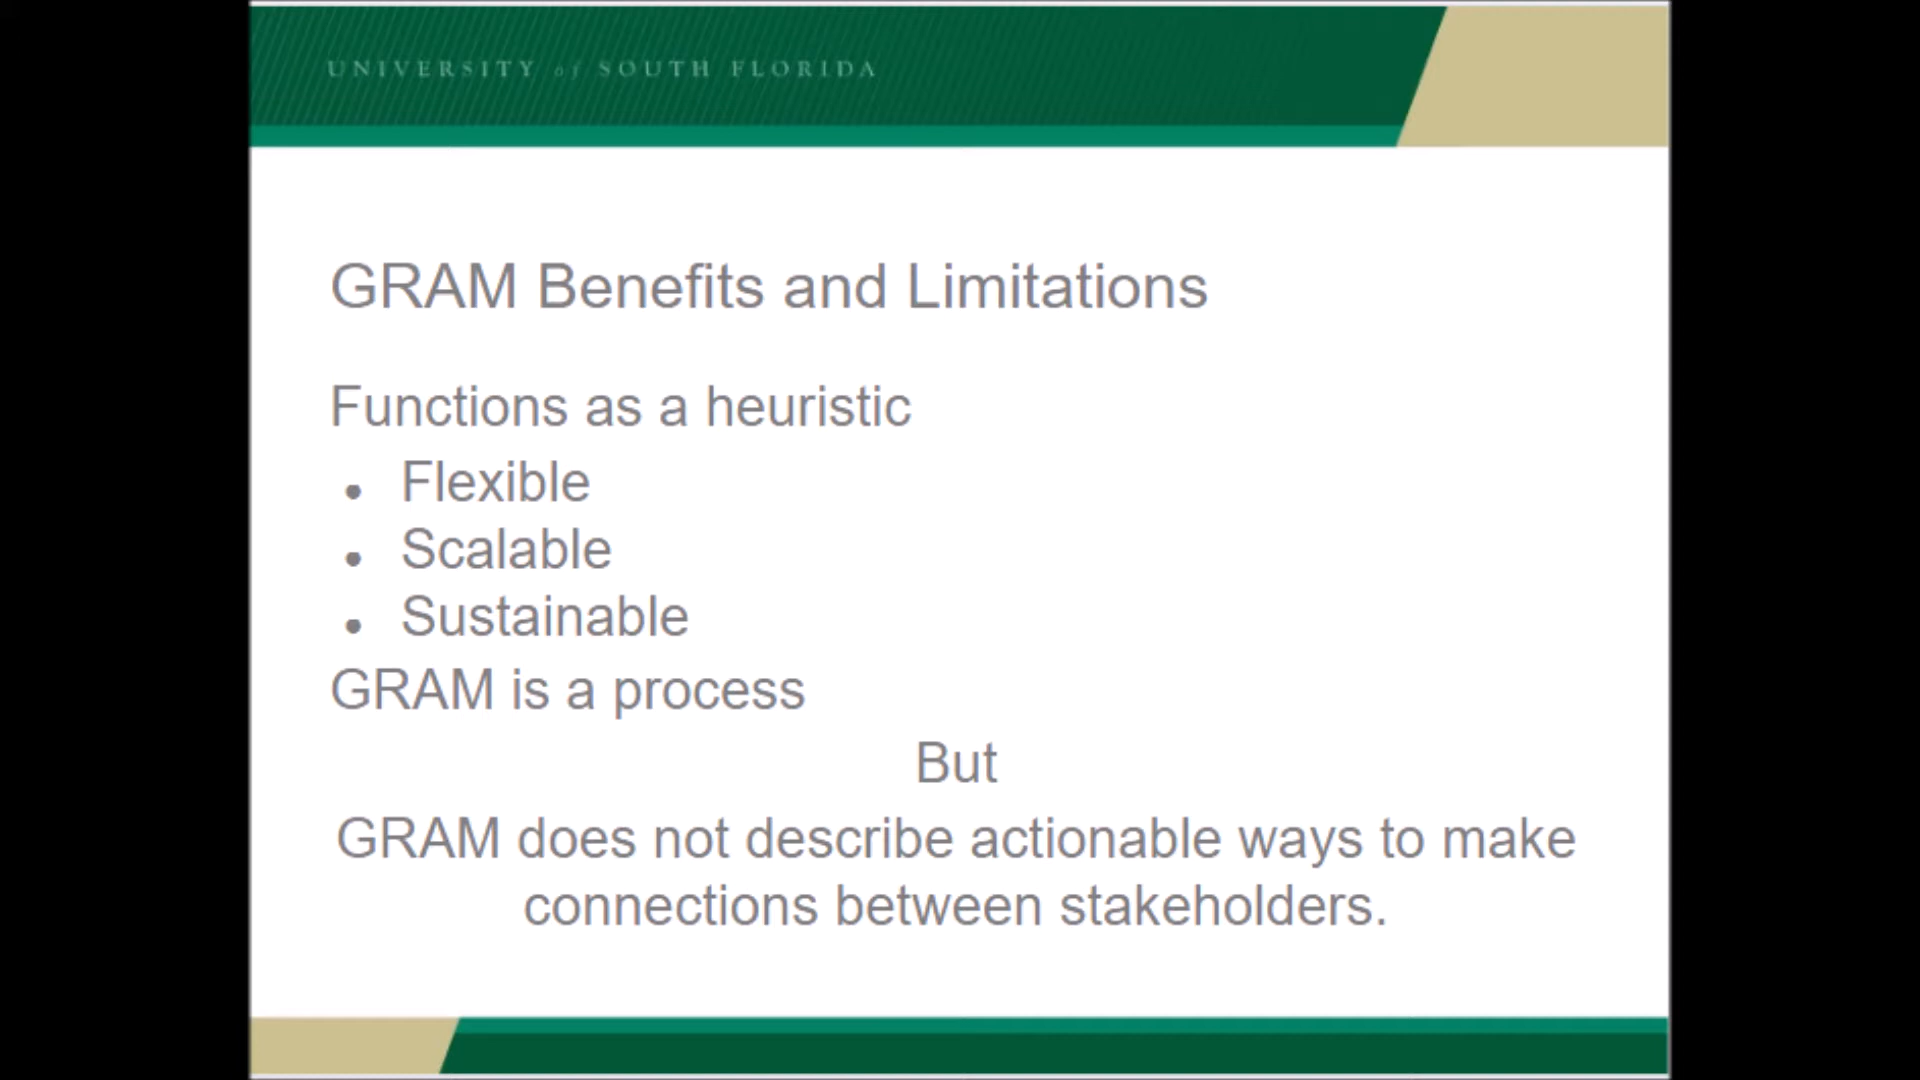 UNIVERSITY of SOUTH FLORIDA
GRAM Benefits and Limitations
Functions as a heuristic
• Flexible
• Scalable
• Sustainable
GRAM is a process
But
GRAM does not describe actionable ways to make
connections between stakeholders.